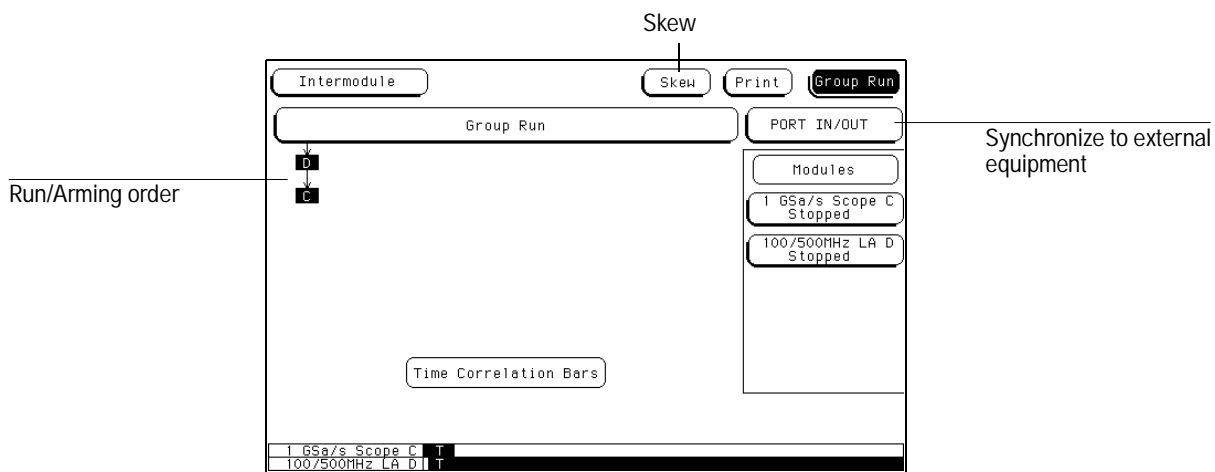 Skew
Intermodule
Skew
Print
Group Run
Group Run
PORT IN/OUT
Synchronize to external
equipment
D
Modules
Run/Arming order
C
1 GSa/s Scope C
Stopped
100/500MHz LA D
Stopped
Time Correlation Bars
1 GSa/s Scope C T
100/500MHz LA D T